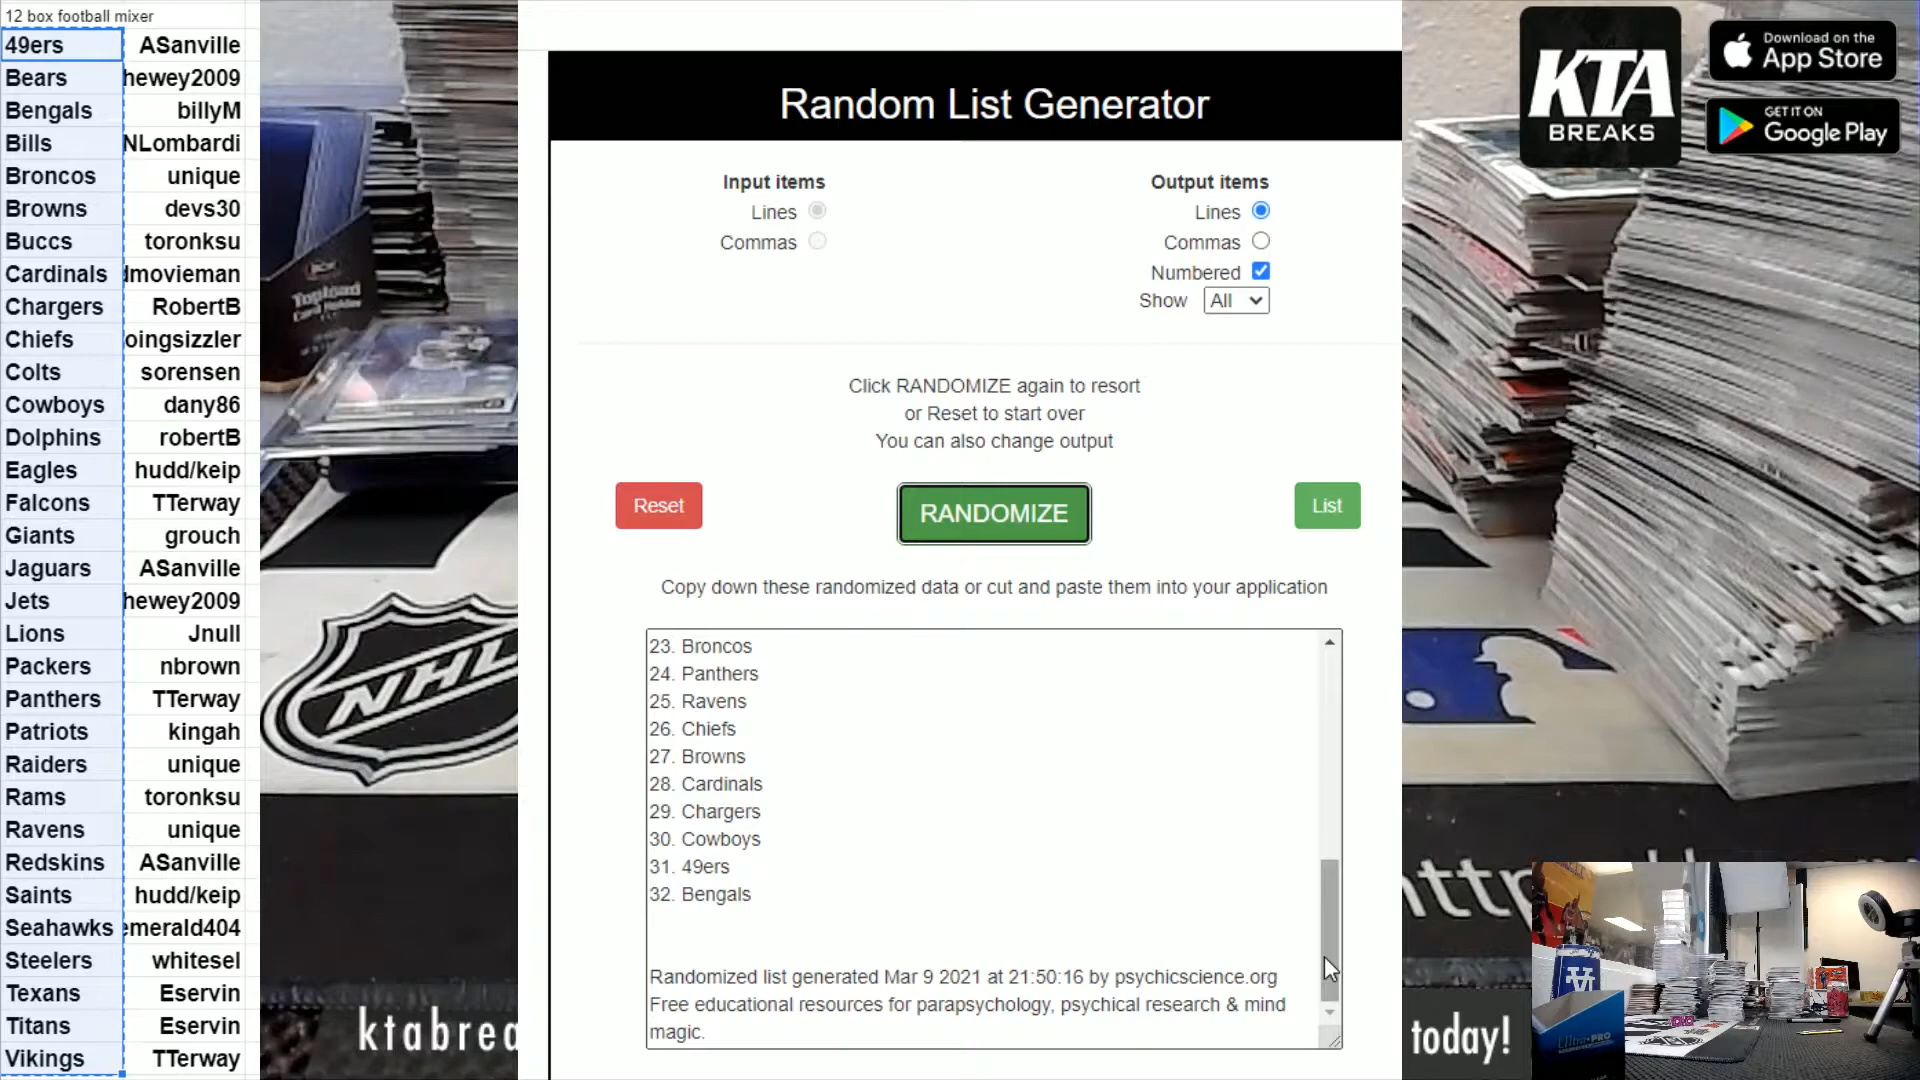 12 box football mixer
49ers ASanville
Bears hewey2009
Bengals billyM
Bills NLombardi
Broncos unique
Browns devs30
Buccs toronksu
Cardinals movieman
Chargers RobertB
Chiefs oingsizzler
Colts sorensen
Cowboys dany86
Dolphins robertB
Eagles hudd/keip
Falcons TTerway
Giants grouch
Jaguars ASanville
Jets hewey2009
Lions Jnull
Packers nbrown
Panthers TTerway
Patriots kingah
Raiders unique
Rams toronksu
Ravens unique
Redskins ASanville
Saints hudd/keip
Seahawks emerald404
Steelers whitesel
Texans Eservin
Titans Eservin
Vikings TTerway
Topload
NHL
ktabrea
Random List Generator
Input items
Lines
Commas
Output items
Lines
Commas
Numbered
Show All
Click RANDOMIZE again to resort
or Reset to start over
You can also change output
Reset
RANDOMIZE
List
Copy down these randomized data or cut and paste them into your application
23. Broncos
24. Panthers
25. Ravens
26. Chiefs
27. Browns
28. Cardinals
29. Chargers
30. Cowboys
31. 49ers
32. Bengals
Randomized list generated Mar 9 2021 at 21:50:16 by psychicscience.org
Free educational resources for parapsychology, psychical research & mind
magic.
KTA
BREAKS
Download on the
App Store
GET IT ON
Google Play
ttp
today!
Ultra PRO